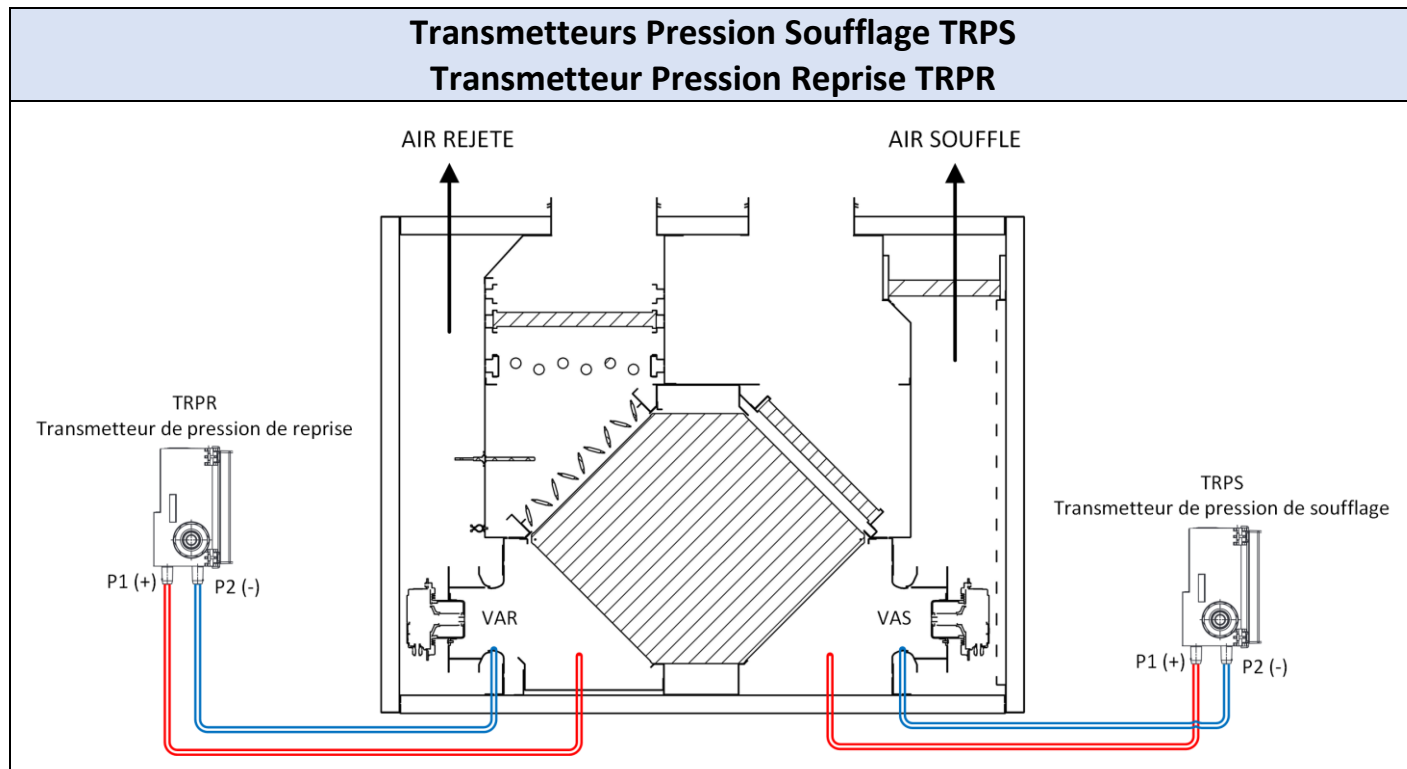 Transmetteurs Pression Soufflage TRPS
Transmetteur Pression Reprise TRPR
AIR REJETE
AIR SOUFFLE
TRPR
Transmetteur de pression de reprise
P1 (+)
P2 (-)
VAR
VAS
TRPS
Transmetteur de pression de soufflage
P1 (+)
P2 (-)